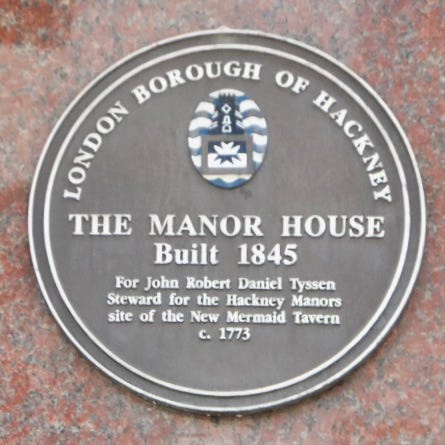 LONDON BOROUGH OF HACKNEY
THE MANOR HOUSE
Built 1845
For John Robert Daniel Tyssen
Steward for the Hackney Manors
site of the New Mermaid Tavern
c. 1773